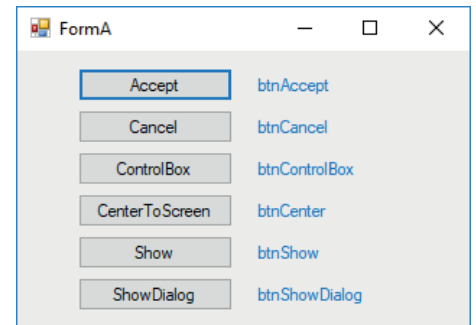 FormA
Accept btnAccept
Cancel btnCancel
ControlBox btnControlBox
CenterToScreen btnCenter
Show btnShow
ShowDialog btnShowDialog